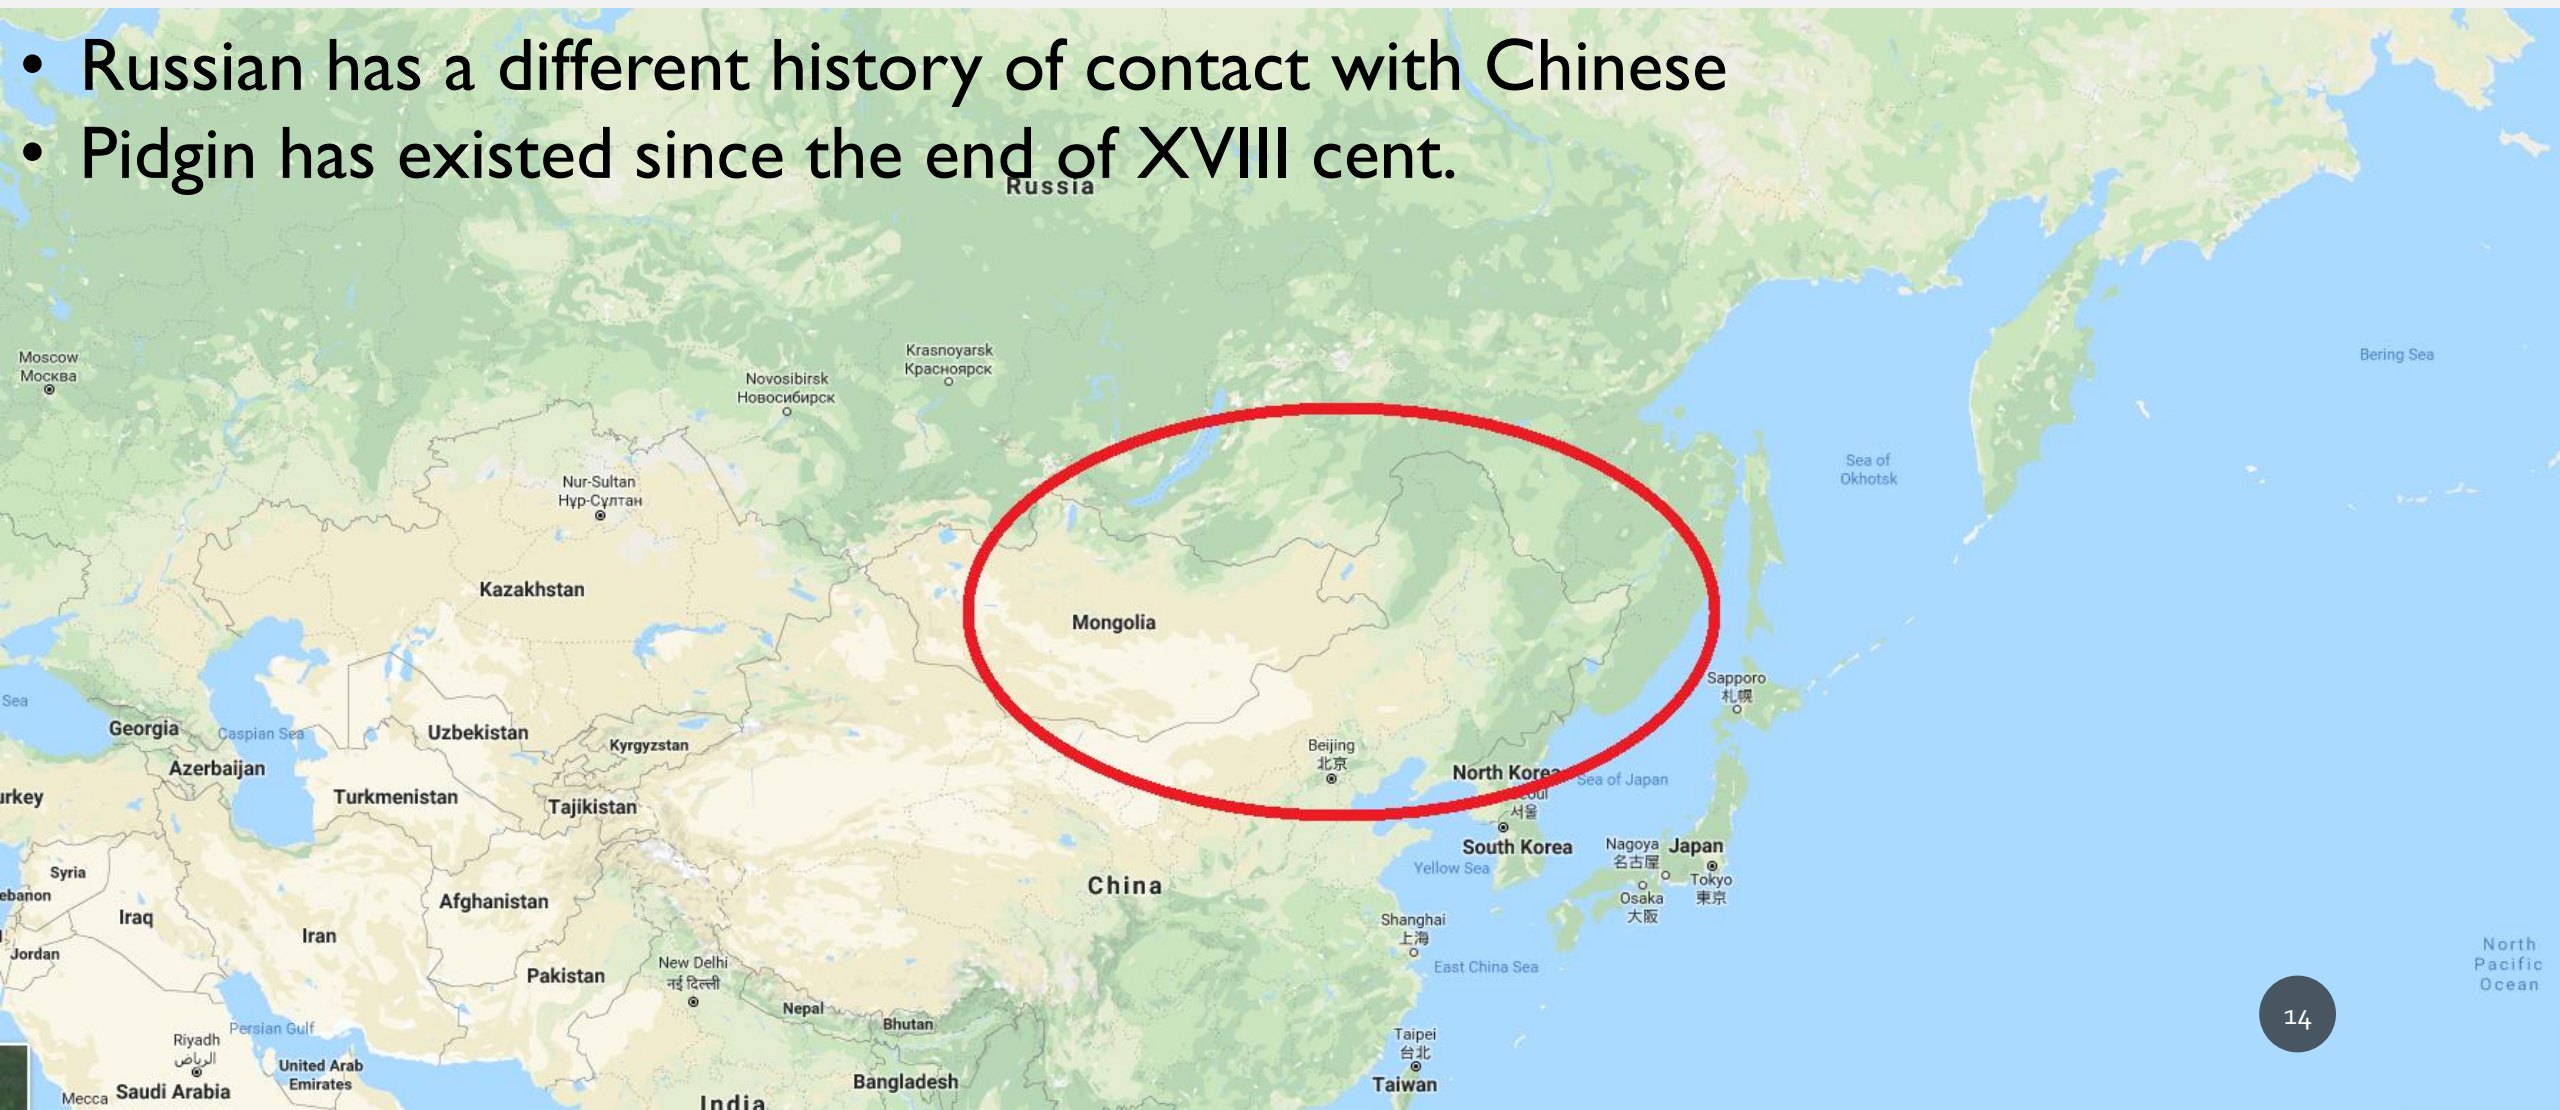 • Russian has a different history of contact with Chinese
• Pidgin has existed since the end of XVIII cent.
Russia
Moscow
Москва
Krasnoyarsk
Красноярск
Novosibirsk
Новосибирск
Bering Sea
Sea of
Okhotsk
Nur-Sultan
Нұр-Сұлтан
Kazakhstan
Mongolia
Sapporo
札幌
Sea
Georgia
Caspian Sea
Uzbekistan
Kyrgyzstan
Beijing
北京
Azerbaijan
North Korea
Sea of Japan
Turkmenistan
Tajikistan
서울
South Korea
Nagoya
名古屋
Japan
Tokyo
東京
Osaka
大阪
Yellow Sea
Syria
China
Afghanistan
Iraq
Shanghai
上海
Iran
Jordan
New Delhi
नई दिल्ली
Pakistan
East China Sea
North
Pacific
Ocean
Nepal
Bhutan
14
Persian Gulf
Riyadh
الرياض
United Arab
Emirates
Taipei
台北
Taiwan
Bangladesh
Mecca
Saudi Arabia
India